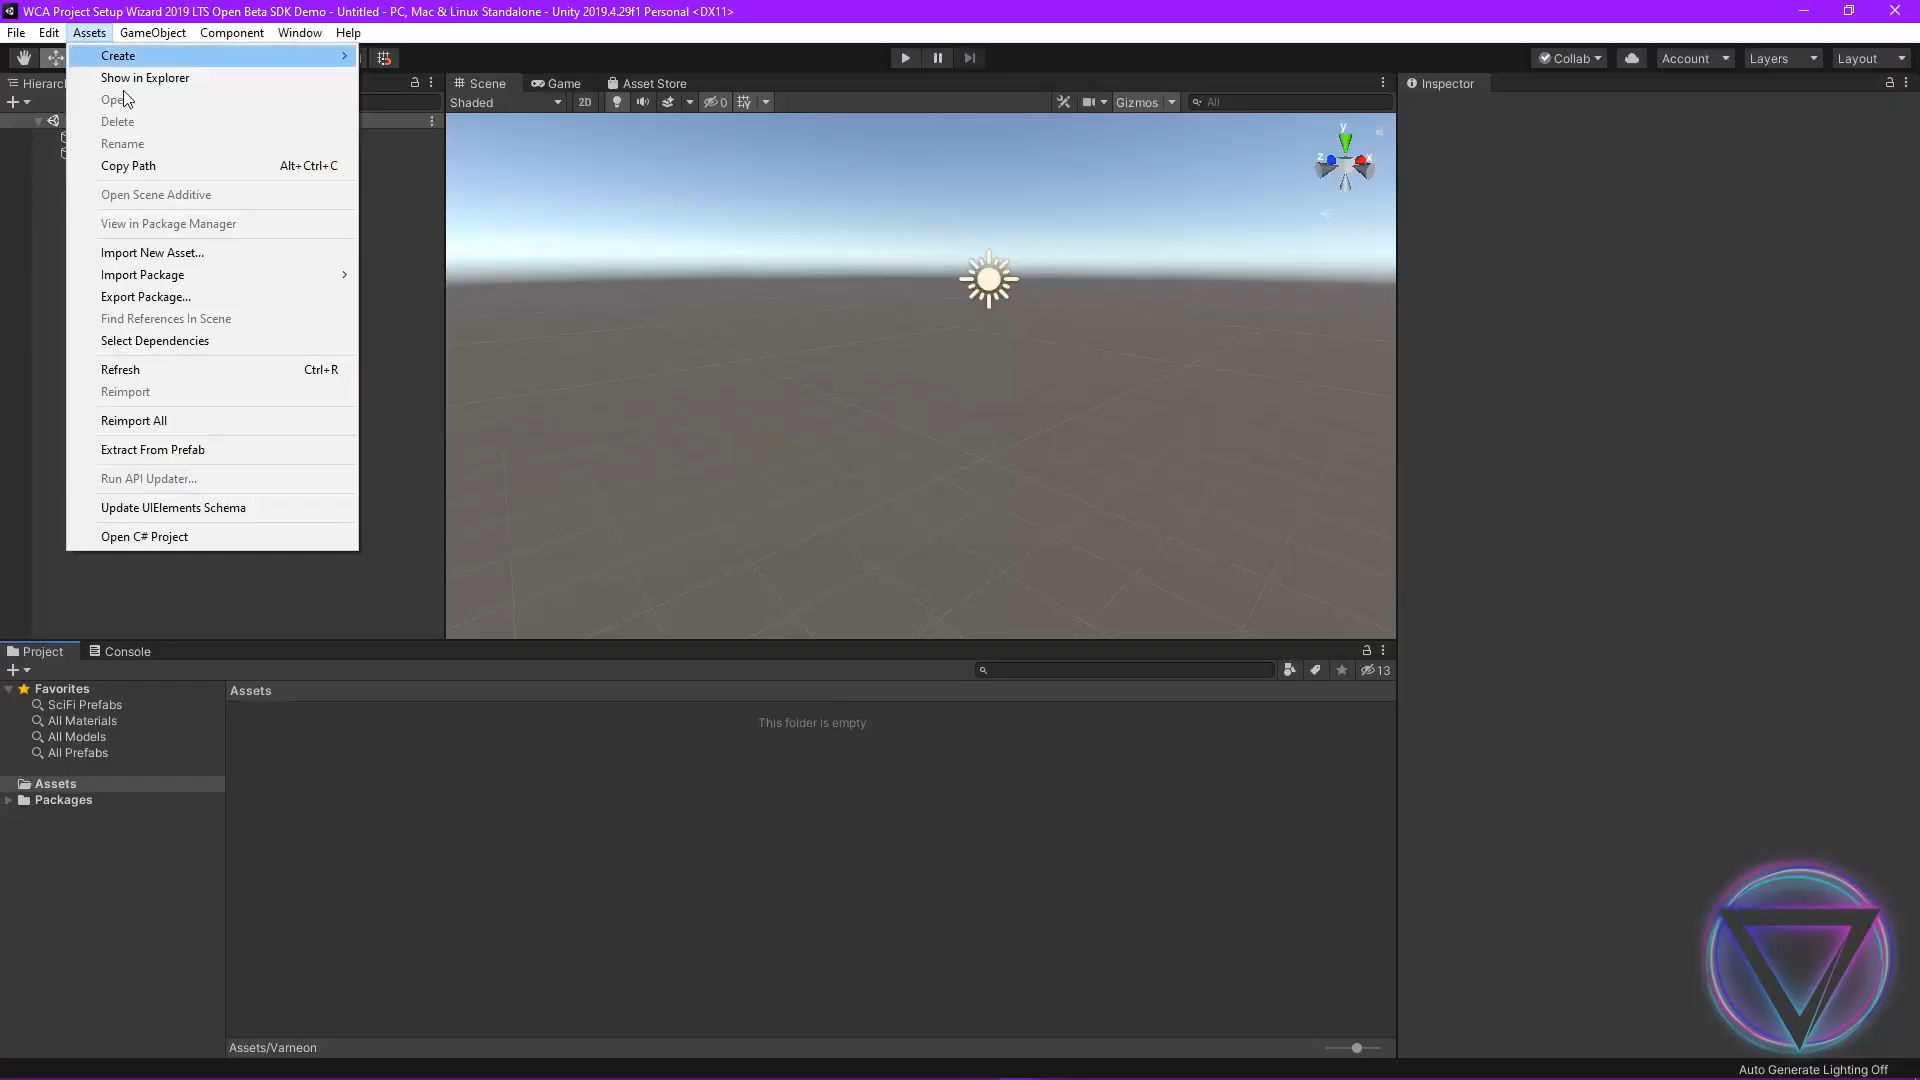 WCA Project Setup Wizard 2019 LTS Open Beta SDK Demo - Untitled - PC, Mac & Linux Standalone - Unity 2019.4.29f1 Personal <DX11>
File Edit Assets GameObject Component Window Help
Collab Account Layers Layout
Create
Show in Explorer
Delete
Rename
Copy Path Alt+Ctrl+C
Open Scene Additive
View in Package Manager
Import New Asset...
Import Package
Export Package...
Find References In Scene
Select Dependencies
Refresh Ctrl+R
Reimport
Reimport All
Extract From Prefab
Run API Updater...
Update UIElements Schema
Open C# Project
Scene Game Asset Store
Shaded 2D 0 Gizmos All
y
z x
Inspector
Project Console
13
Favorites
SciFi Prefabs
All Materials
All Models
All Prefabs
Assets
Packages
Assets
This folder is empty
Assets/Varneon
Auto Generate Lighting Off